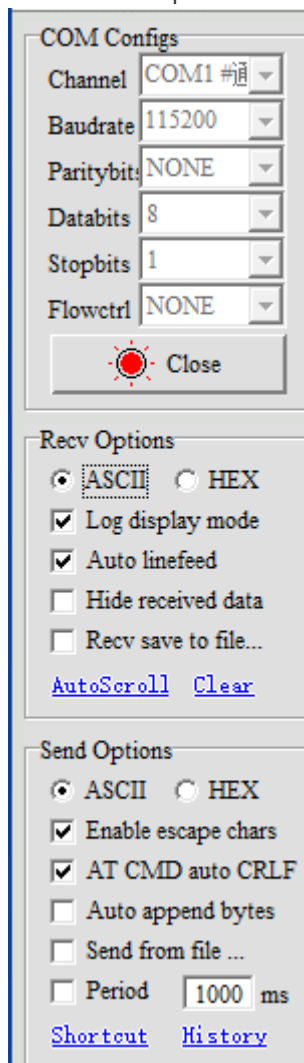 COM Configs
Channel COM1 #通
Baudrate 115200
Paritybits NONE
Databits 8
Stopbits 1
Flowctrl NONE
Close
Recv Options
ASCII HEX
Log display mode
Auto linefeed
Hide received data
Recv save to file...
AutoScroll Clear
Send Options
ASCII HEX
Enable escape chars
AT CMD auto CRLF
Auto append bytes
Send from file ...
Period 1000 ms
Shortcut History